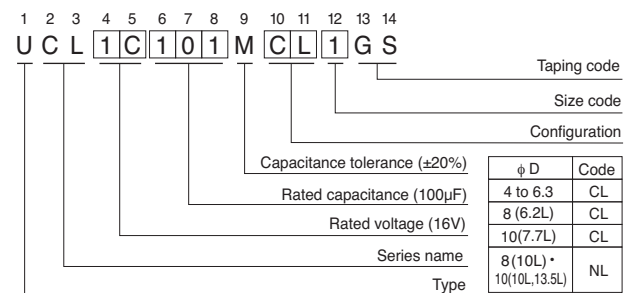 1 2 3 4 5 6 7 8 9 10 11 12 13 14
U C L 1 C 1 0 1 M C L 1 G S
Taping code
Size code
Configuration
Capacitance tolerance (±20%)
Rated capacitance (100µF)
Rated voltage (16V)
Series name
Type
φ D Code
4 to 6.3 CL
8 (6.2L) CL
10(7.7L) CL
8(10L)・
10(10L,13.5L) NL